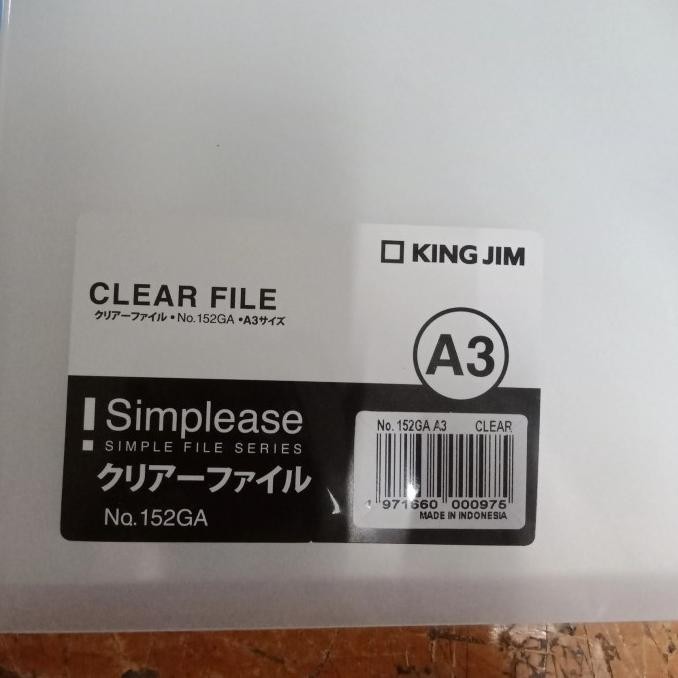 KING JIM
CLEAR FILE
クリアーファイル・No.152GA・A3サイズ
A3
Simplease
SIMPLE FILE SERIES
クリアーファイル
No.152GA
No. 152GA A3 CLEAR
971660 000975
MADE IN INDONESIA